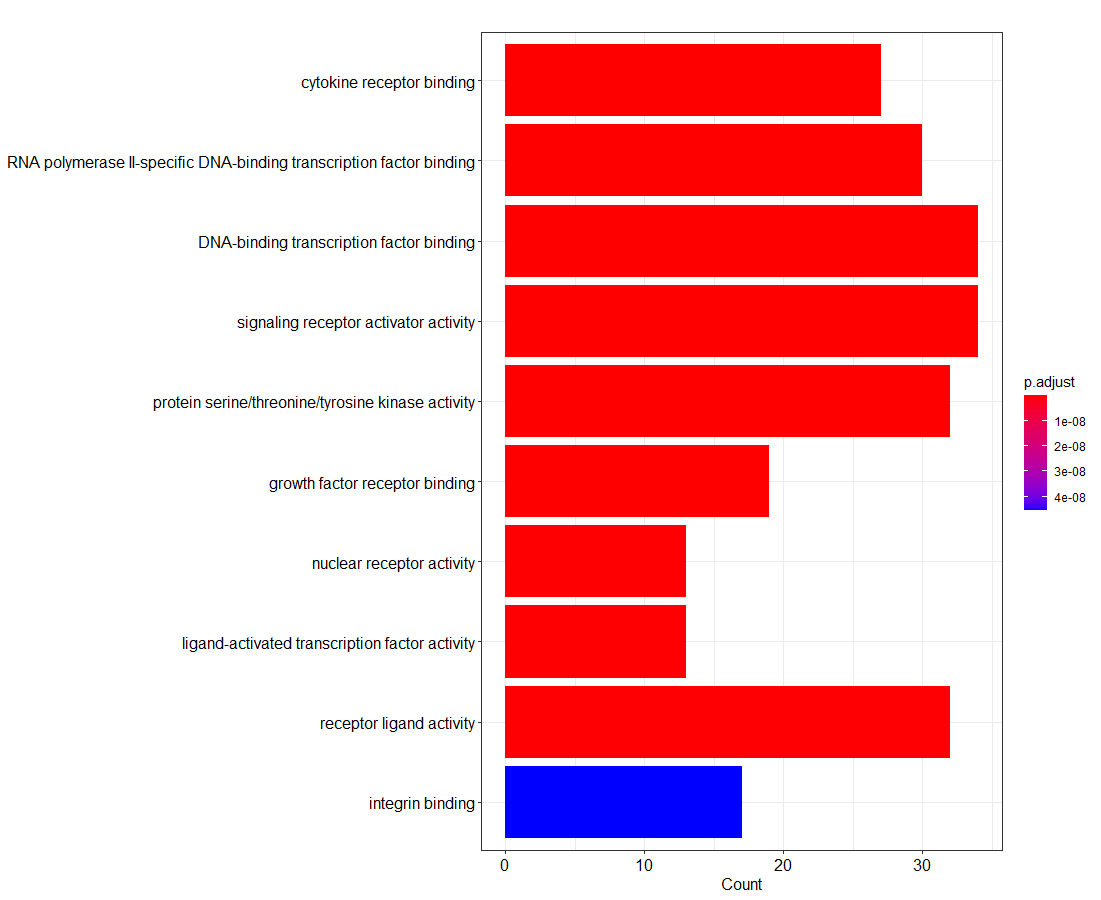 cytokine receptor binding
RNA polymerase II-specific DNA-binding transcription factor binding
DNA-binding transcription factor binding
signaling receptor activator activity
protein serine/threonine/tyrosine kinase activity
growth factor receptor binding
nuclear receptor activity
ligand-activated transcription factor activity
receptor ligand activity
integrin binding
0 10 20 30
Count
p.adjust
1e-08
2e-08
3e-08
4e-08